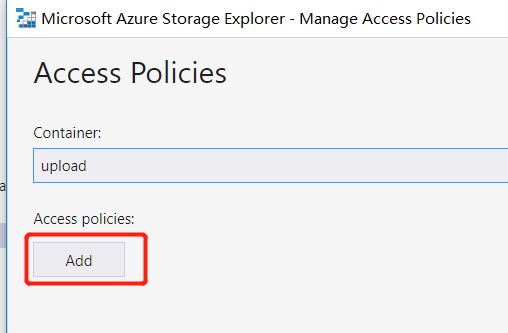 Microsoft Azure Storage Explorer - Manage Access Policies
Access Policies
Container:
upload
Access policies:
Add